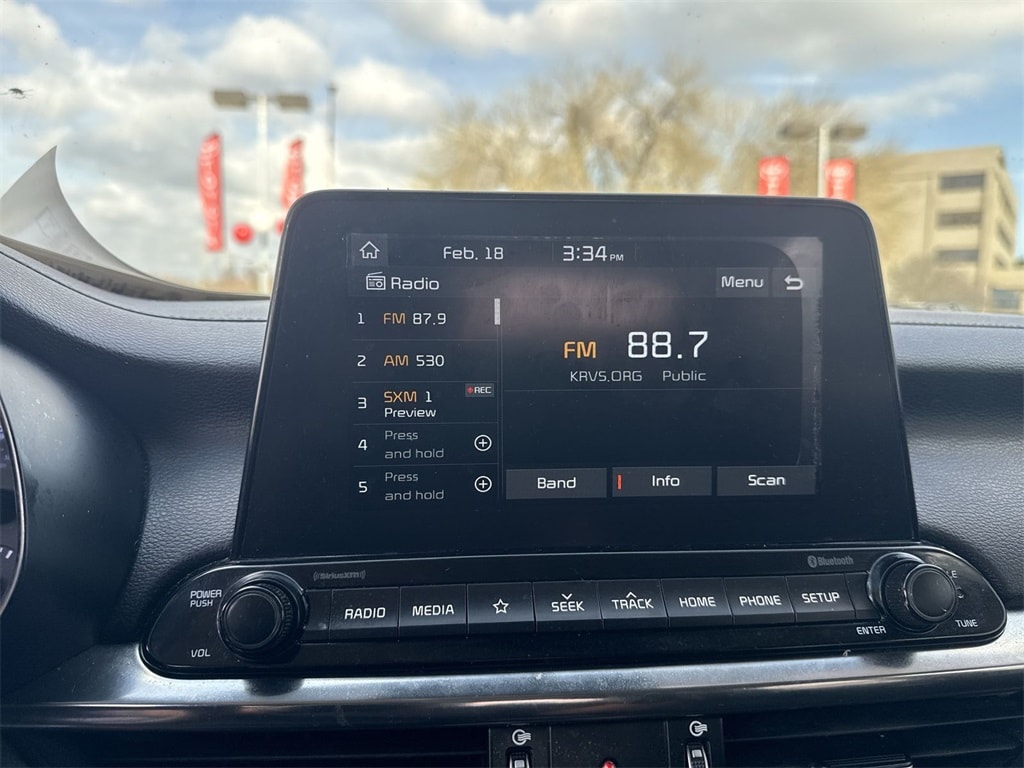 Feb. 18 3:34 PM
Radio Menu
1 FM 87.9
FM 88.7
KRVS.ORG Public
2 AM 530
3 SXM 1 REC
Preview
4 Press
and hold
5 Press
and hold
Band Info Scan
((SiriusXM)) Bluetooth
POWER
PUSH
VOL
RADIO MEDIA SEEK TRACK HOME PHONE SETUP
ENTER TUNE